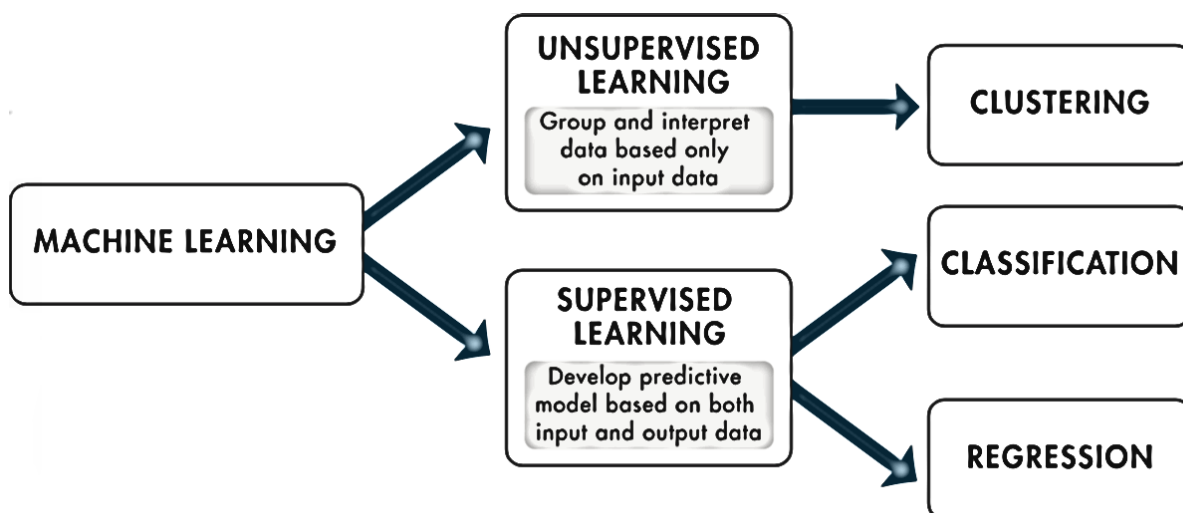 MACHINE LEARNING
UNSUPERVISED
LEARNING
Group and interpret
data based only
on input data
SUPERVISED
LEARNING
Develop predictive
model based on both
input and output data
CLUSTERING
CLASSIFICATION
REGRESSION